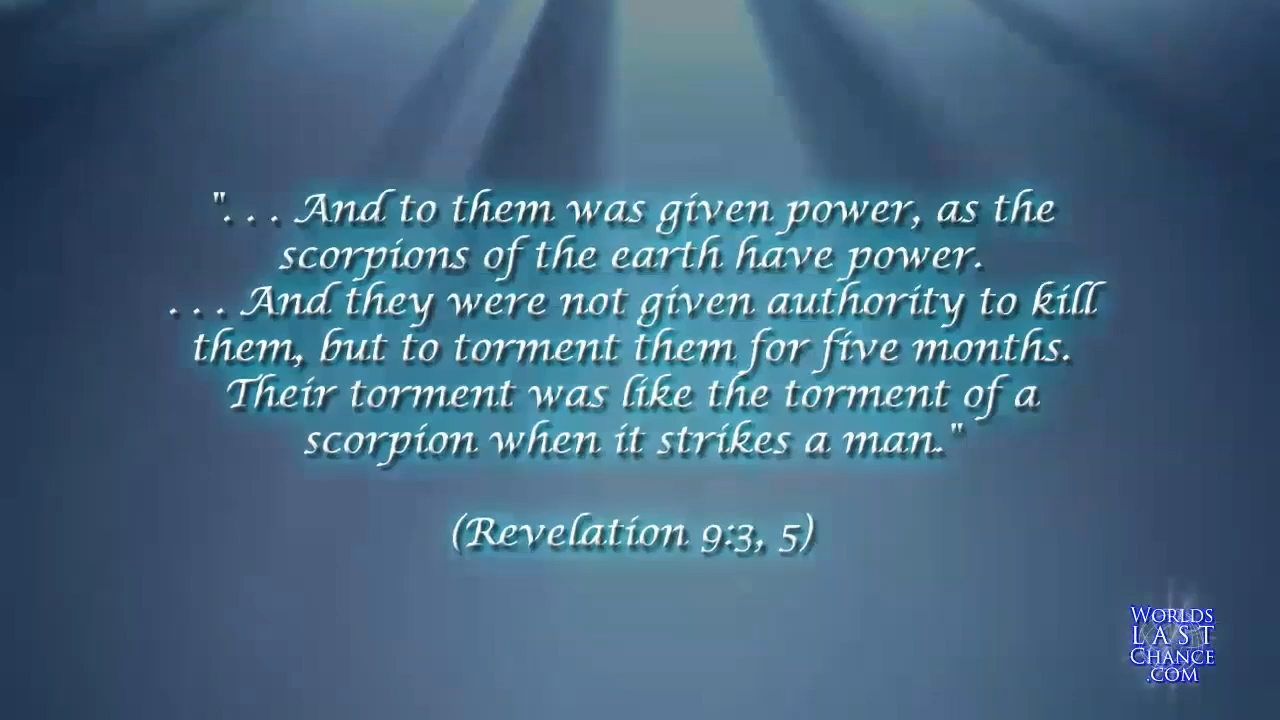 ". . . And to them was given power, as the
scorpions of the earth have power.
. . . And they were not given authority to kill
them, but to torment them for five months.
Their torment was like the torment of a
scorpion when it strikes a man."
(Revelation 9:3, 5)
WORLDS
LAST
CHANCE
.COM